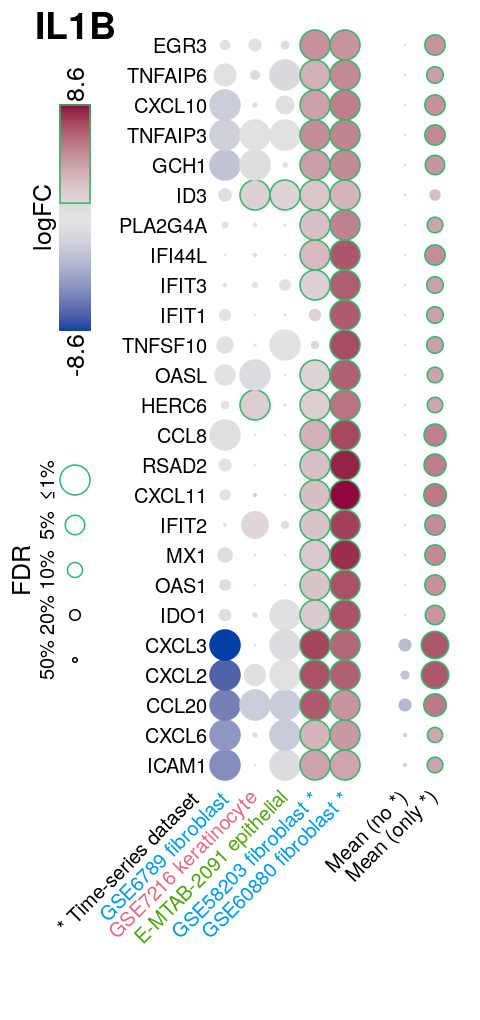 IL1B
8.6
logFC
-8.6
FDR
≤1%
5%
10%
20%
50%
EGR3
TNFAIP6
CXCL10
TNFAIP3
GCH1
ID3
PLA2G4A
IFI44L
IFIT3
IFIT1
TNFSF10
OASL
HERC6
CCL8
RSAD2
CXCL11
IFIT2
MX1
OAS1
IDO1
CXCL3
CXCL2
CCL20
CXCL6
ICAM1
* Time-series dataset
GSE6789 fibroblast
GSE7216 keratinocyte
E-MTAB-2091 epithelial
GSE58203 fibroblast *
GSE60880 fibroblast *
Mean (no *)
Mean (only *)